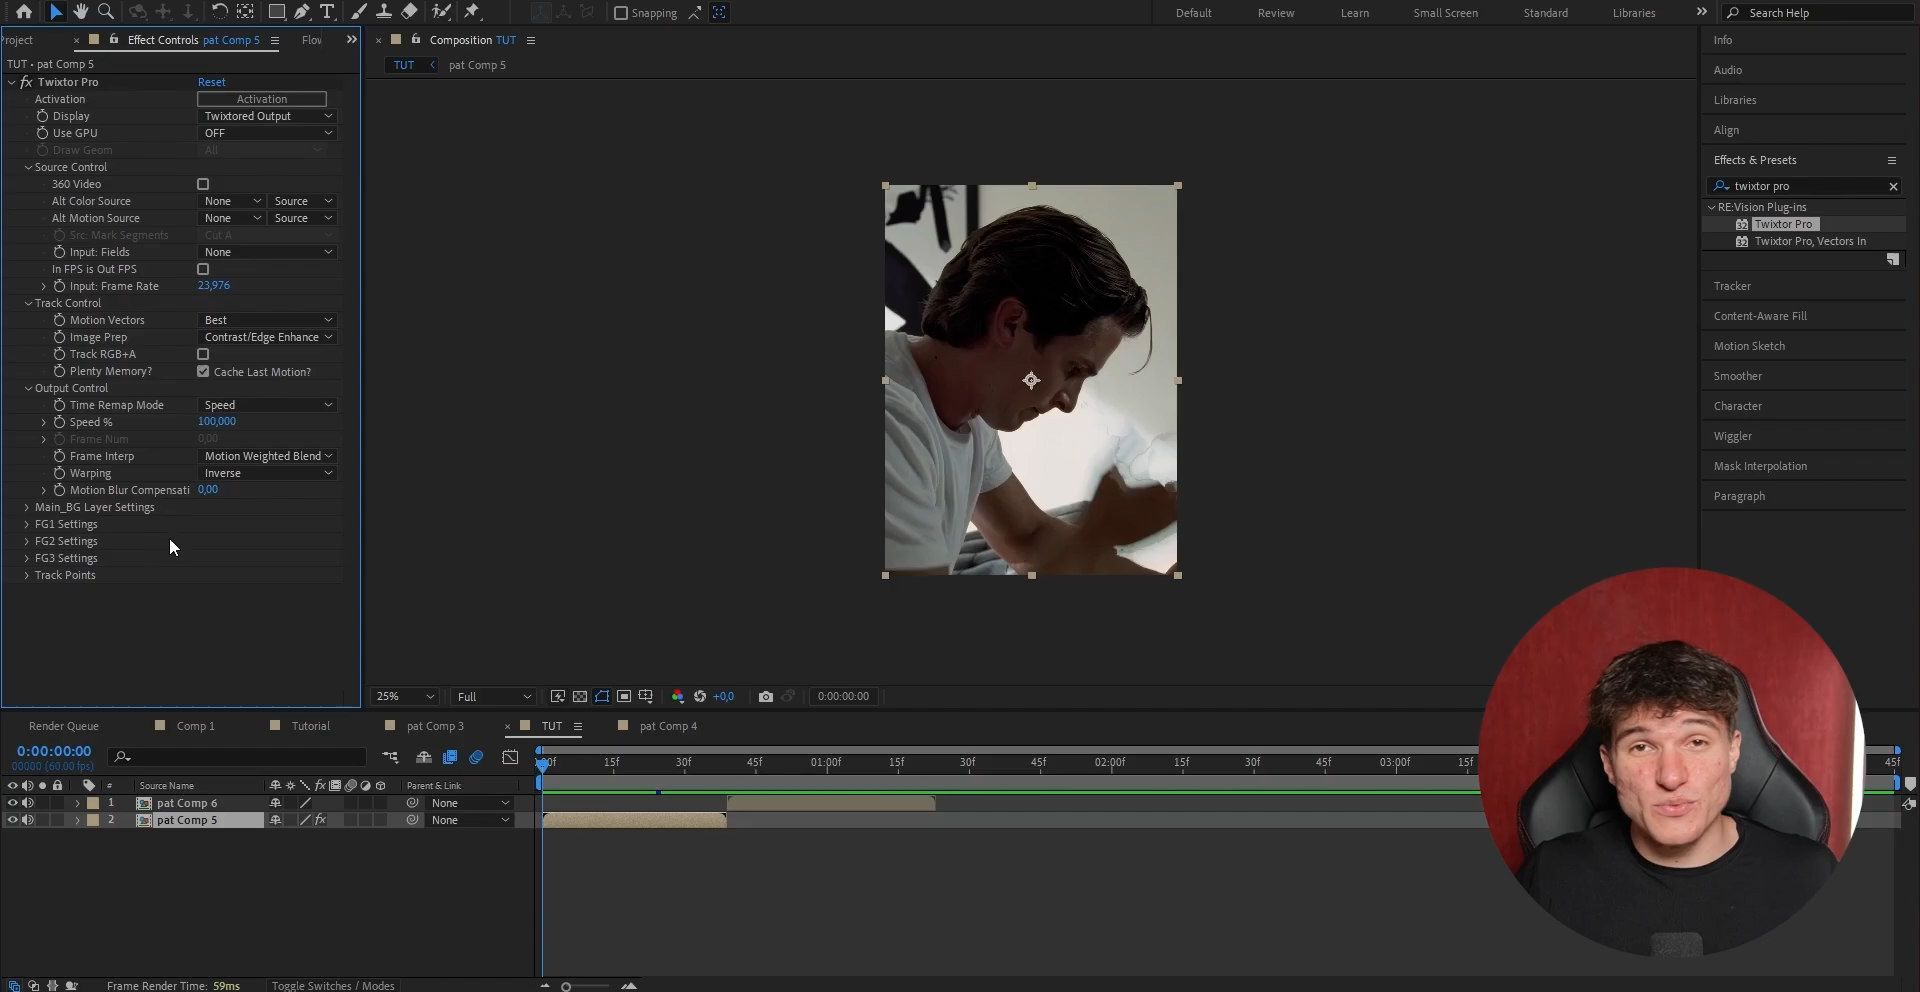 Snapping
Default
Review
Learn
Small Screen
Standard
Libraries
Search Help
Project
Effect Controls pat Comp 5
Flov
TUT • pat Comp 5
fx Twixtor Pro Reset
Activation Activation
Display Twixtored Output
Use GPU OFF
Draw Geom All
Source Control
360 Video
Alt Color Source None Source
Alt Motion Source None Source
Src: Mark Segments Cut A
Input: Fields None
In FPS is Out FPS
Input: Frame Rate 23,976
Track Control
Motion Vectors Best
Image Prep Contrast/Edge Enhance
Track RGB+A
Plenty Memory? Cache Last Motion?
Output Control
Time Remap Mode Speed
Speed % 100,000
Frame Num 0,00
Frame Interp Motion Weighted Blend
Warping Inverse
Motion Blur Compensati 0,00
Main_BG Layer Settings
FG1 Settings
FG2 Settings
FG3 Settings
Track Points
Composition TUT
TUT pat Comp 5
25% Full +0,0 0:00:00:00
Info
Audio
Libraries
Align
Effects & Presets
twixtor pro
RE:Vision Plug-ins
32 Twixtor Pro
32 Twixtor Pro, Vectors In
Tracker
Content-Aware Fill
Motion Sketch
Smoother
Character
Wiggler
Mask Interpolation
Paragraph
Render Queue Comp 1 Tutorial pat Comp 3 TUT pat Comp 4
0:00:00:00
00000 (60.00 fps)
:00f 15f 30f 45f 01:00f 15f 30f 45f 02:00f 15f 30f 45f 03:00f 15f 45f
# Source Name fx Parent & Link
1 pat Comp 6 None
2 pat Comp 5 fx None
Frame Render Time: 59ms Toggle Switches / Modes